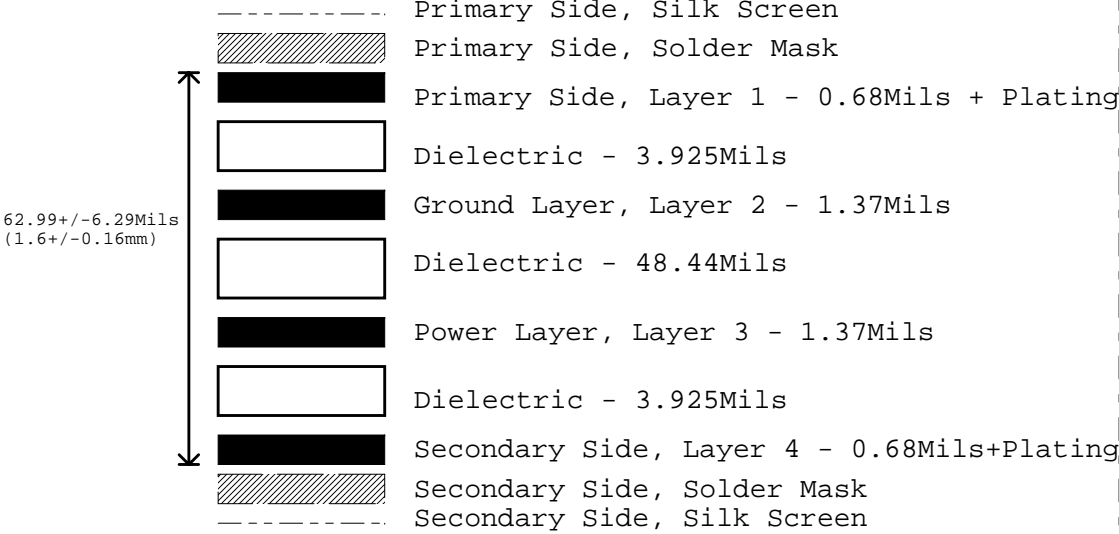 Primary Side, Silk Screen
Primary Side, Solder Mask
Primary Side, Layer 1 - 0.68Mils + Plating
Dielectric - 3.925Mils
62.99+/-6.29Mils
(1.6+/-0.16mm)
Ground Layer, Layer 2 - 1.37Mils
Dielectric - 48.44Mils
Power Layer, Layer 3 - 1.37Mils
Dielectric - 3.925Mils
Secondary Side, Layer 4 - 0.68Mils+Plating
Secondary Side, Solder Mask
Secondary Side, Silk Screen